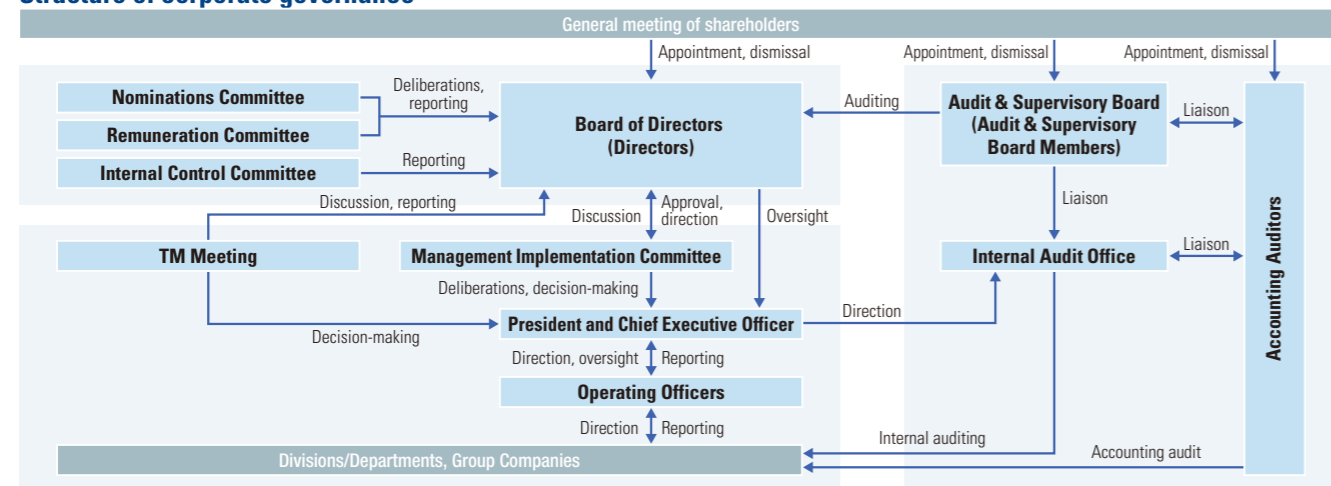 Structure of corporate governance
General meeting of shareholders
Appointment, dismissal
Appointment, dismissal
Appointment, dismissal
Nominations Committee
Remuneration Committee
Internal Control Committee
Deliberations,
reporting
Reporting
Board of Directors
(Directors)
Auditing
Audit & Supervisory Board
(Audit & Supervisory
Board Members)
Liaison
Discussion, reporting
Discussion
Approval,
direction
Oversight
Liaison
TM Meeting
Management Implementation Committee
Internal Audit Office
Liaison
Accounting Auditors
Deliberations, decision-making
Decision-making
President and Chief Executive Officer
Direction
Direction, oversight
Reporting
Operating Officers
Direction
Reporting
Internal auditing
Accounting audit
Divisions/Departments, Group Companies